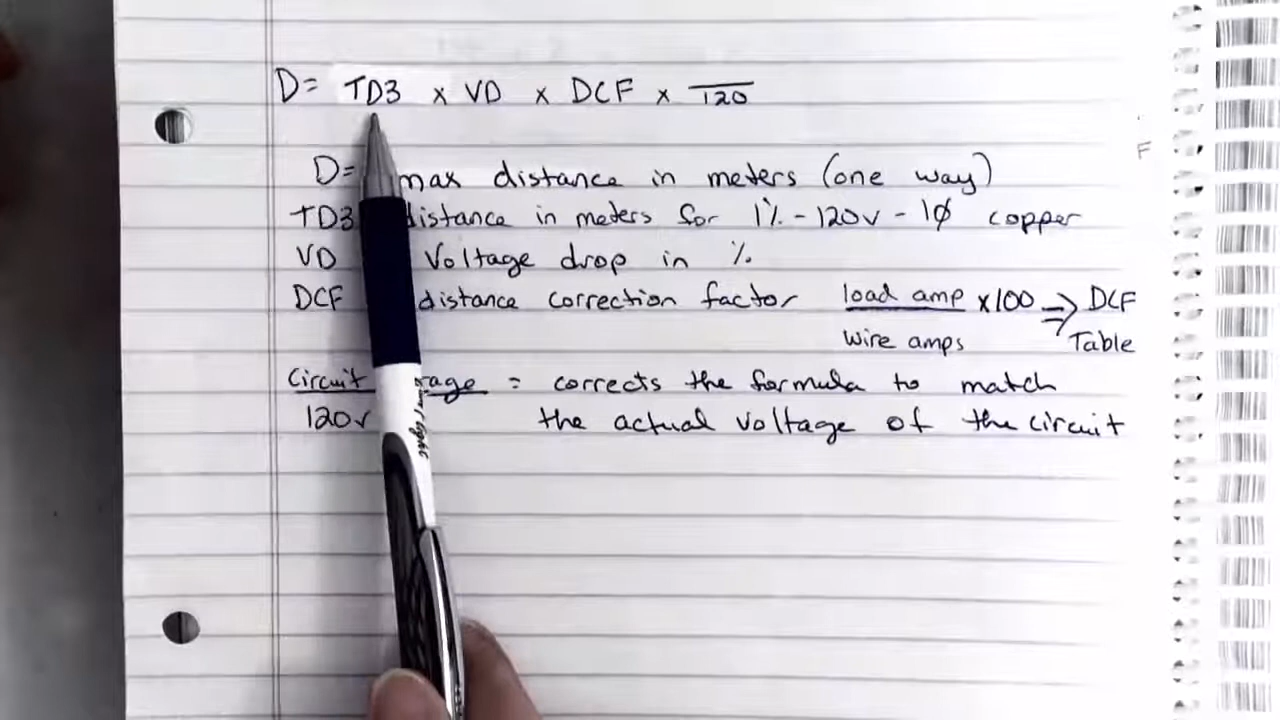 D= TD3 x VD x DCF x 120
D= max distance in meters (one way)
TD3 distance in meters for 1% - 120v - 1ϕ copper
VD Voltage drop in %
DCF distance correction factor load amp x100 ⇒ DCF
wire amps Table
Circuit rage = corrects the formula to match
120v the actual voltage of the circuit
F